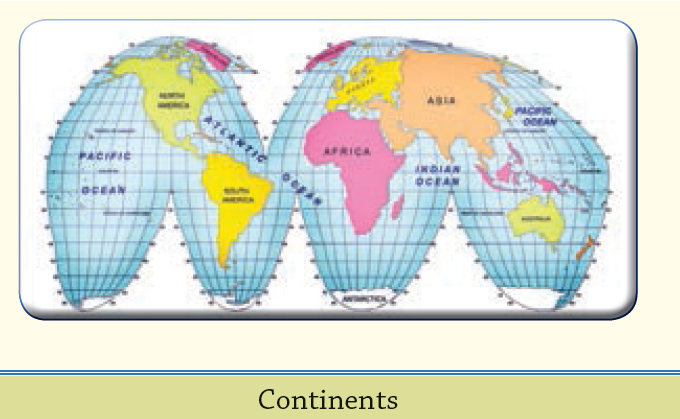 NORTH
AMERICA
ATLANTIC
OCEAN
PACIFIC
OCEAN
SOUTH
AMERICA
EUROPE
ASIA
AFRICA
PACIFIC
OCEAN
INDIAN
OCEAN
AUSTRALIA
ANTARCTICA
Continents